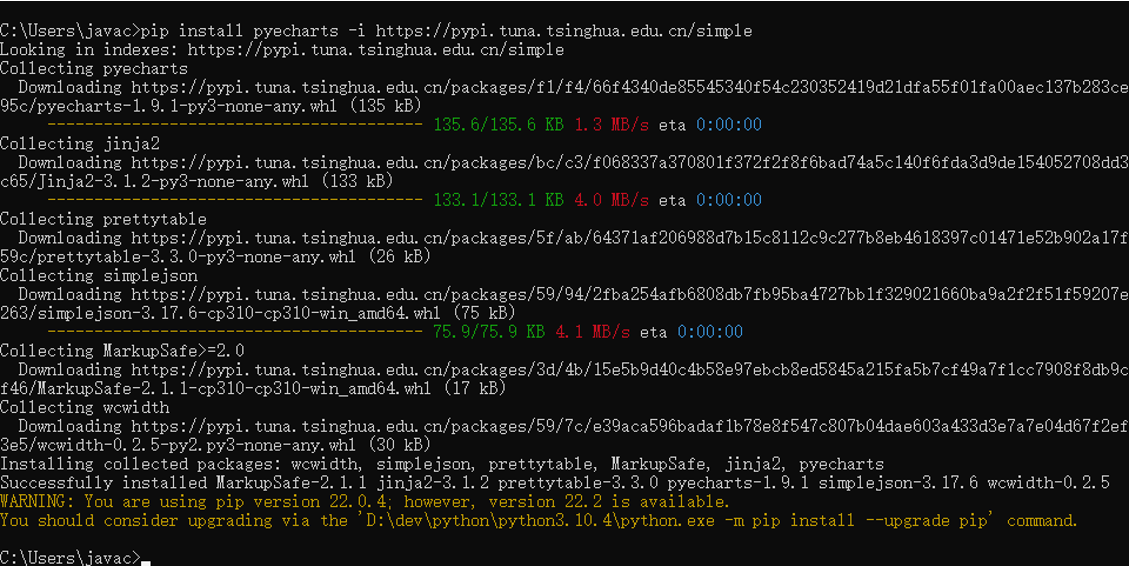 C:\Users\javac>pip install pyecharts -i https://pypi.tuna.tsinghua.edu.cn/simple
Looking in indexes: https://pypi.tuna.tsinghua.edu.cn/simple
Collecting pyecharts
  Downloading https://pypi.tuna.tsinghua.edu.cn/packages/f1/f4/66f4340de85545340f54c230352419d21dfa55f01fa00aec137b283ce
95c/pyecharts-1.9.1-py3-none-any.whl (135 kB)
     ---------------------------------------- 135.6/135.6 KB 1.3 MB/s eta 0:00:00
Collecting jinja2
  Downloading https://pypi.tuna.tsinghua.edu.cn/packages/bc/c3/f068337a370801f372f2f8f6bad74a5c140f6fda3d9de154052708dd3
c65/Jinja2-3.1.2-py3-none-any.whl (133 kB)
     ---------------------------------------- 133.1/133.1 KB 4.0 MB/s eta 0:00:00
Collecting prettytable
  Downloading https://pypi.tuna.tsinghua.edu.cn/packages/5f/ab/64371af206988d7b15c8112c9c277b8eb4618397c01471e52b902a17f
59c/prettytable-3.3.0-py3-none-any.whl (26 kB)
Collecting simplejson
  Downloading https://pypi.tuna.tsinghua.edu.cn/packages/59/94/2fba254afb6808db7fb95ba4727bb1f329021660ba9a2f2f51f59207e
263/simplejson-3.17.6-cp310-cp310-win_amd64.whl (75 kB)
     ---------------------------------------- 75.9/75.9 KB 4.1 MB/s eta 0:00:00
Collecting MarkupSafe>=2.0
  Downloading https://pypi.tuna.tsinghua.edu.cn/packages/3d/4b/15e5b9d40c4b58e97ebcb8ed5845a215fa5b7cf49a7f1cc7908f8db9c
f46/MarkupSafe-2.1.1-cp310-cp310-win_amd64.whl (17 kB)
Collecting wcwidth
  Downloading https://pypi.tuna.tsinghua.edu.cn/packages/59/7c/e39aca596badaf1b78e8f547c807b04dae603a433d3e7a7e04d67f2ef
3e5/wcwidth-0.2.5-py2.py3-none-any.whl (30 kB)
Installing collected packages: wcwidth, simplejson, prettytable, MarkupSafe, jinja2, pyecharts
Successfully installed MarkupSafe-2.1.1 jinja2-3.1.2 prettytable-3.3.0 pyecharts-1.9.1 simplejson-3.17.6 wcwidth-0.2.5
WARNING: You are using pip version 22.0.4; however, version 22.2 is available.
You should consider upgrading via the 'D:\dev\python\python3.10.4\python.exe -m pip install --upgrade pip' command.
C:\Users\javac>